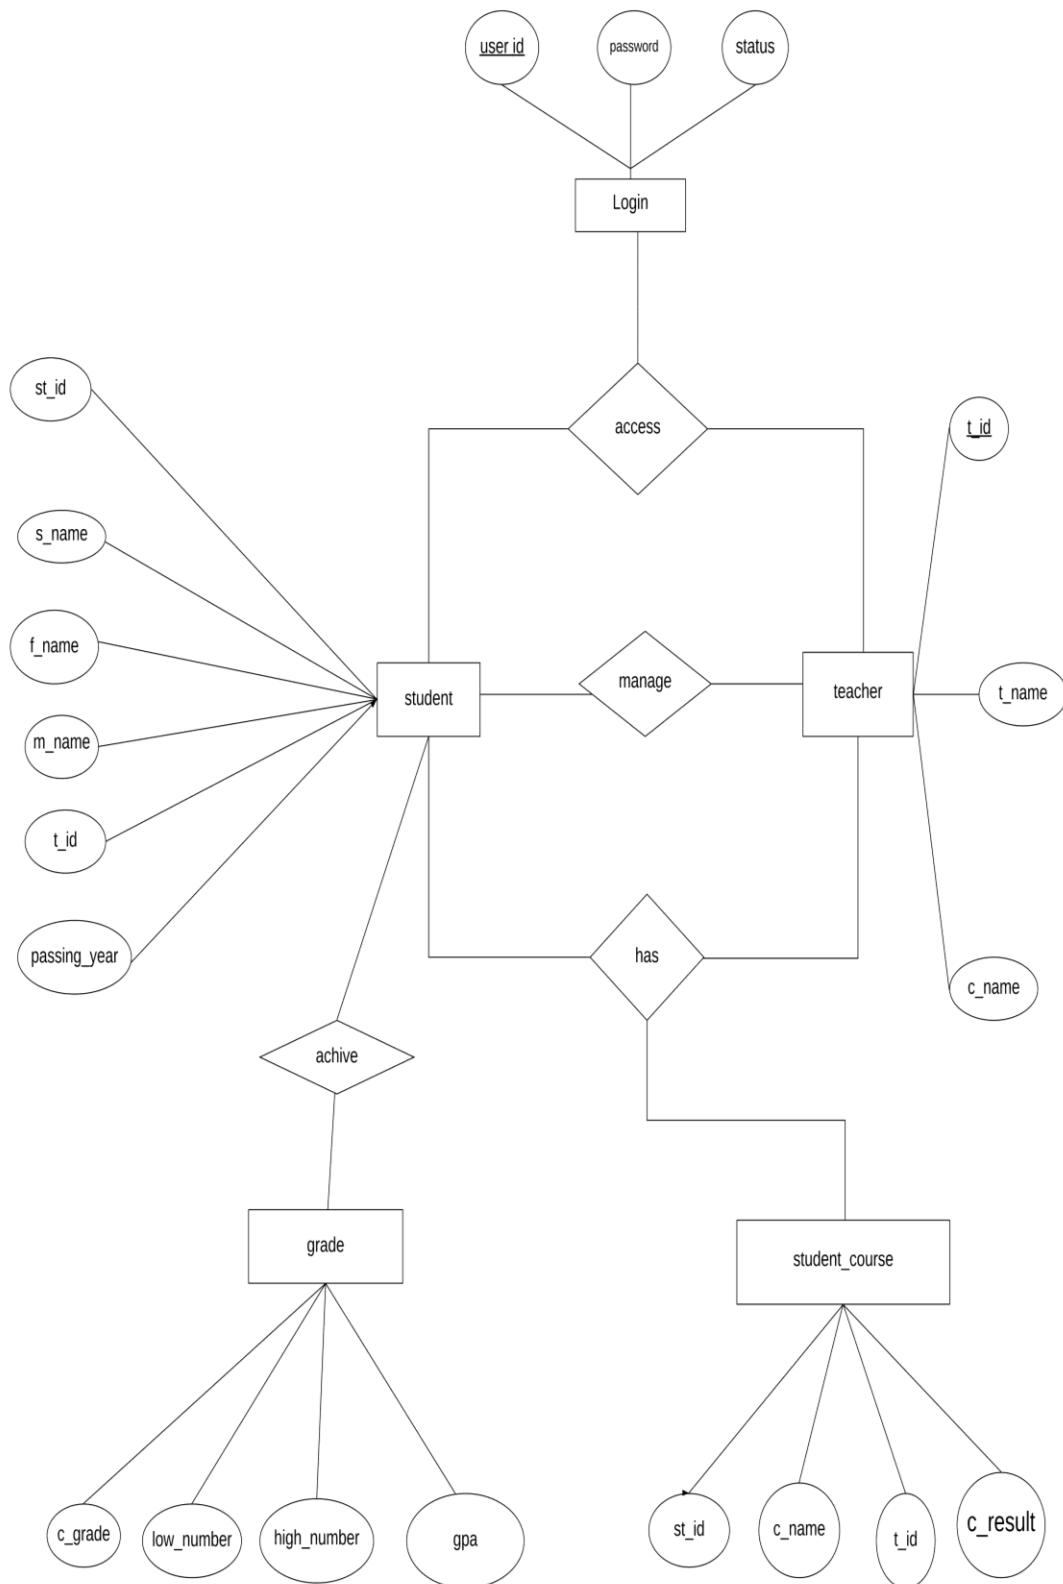 user id
password
status
Login
access
st_id
t_id
s_name
f_name
manage
student
teacher
t_name
m_name
t_id
passing_year
has
c_name
achive
grade
student_course
c_grade
low_number
high_number
gpa
st_id
c_name
t_id
c_result